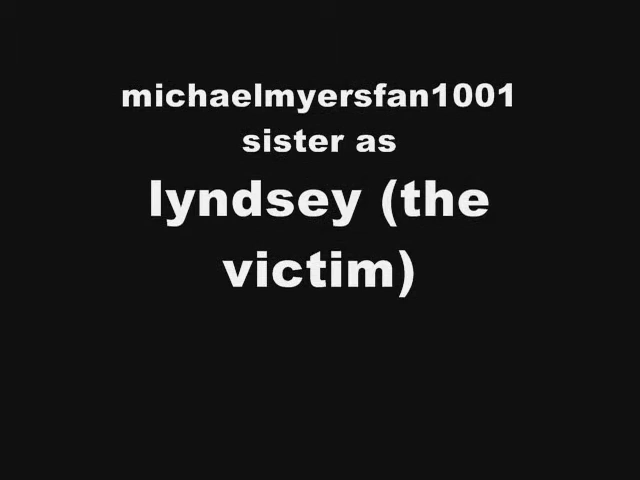 michaelmyersfan1001
sister as
lyndsey (the
victim)